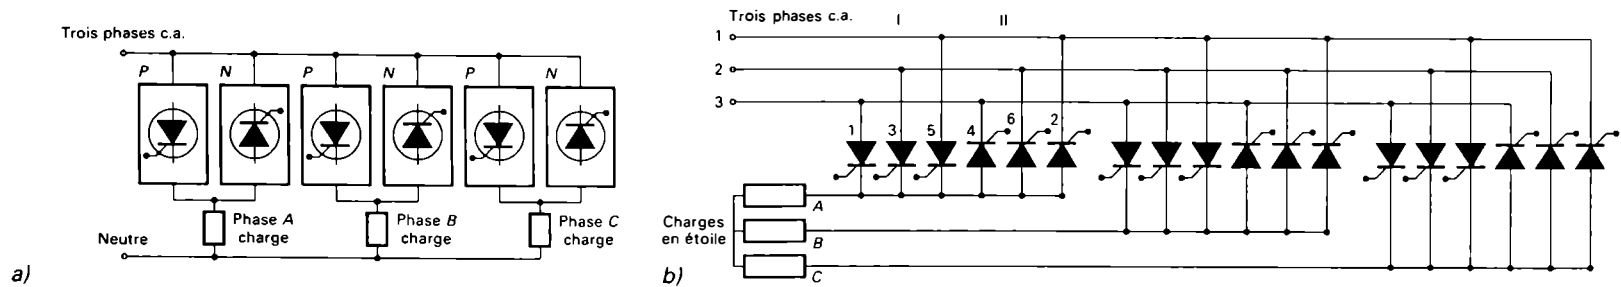 Trois phases c.a.
P N P N P N
Phase A
charge
Phase B
charge
Phase C
charge
Neutre
a)
Trois phases c.a. I II
1
2
3
1 3 5 4 6 2
A
Charges
en étoile
B
C
b)